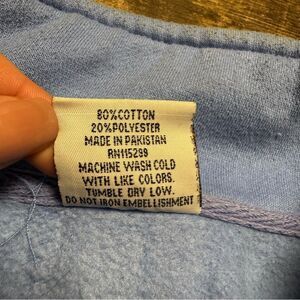 80%COTTON
20%POLYESTER
MADE IN PAKISTAN
RN115299
MACHINE WASH COLD
WITH LIKE COLORS.
TUMBLE DRY LOW.
DO NOT IRON EMBELLISHMENT